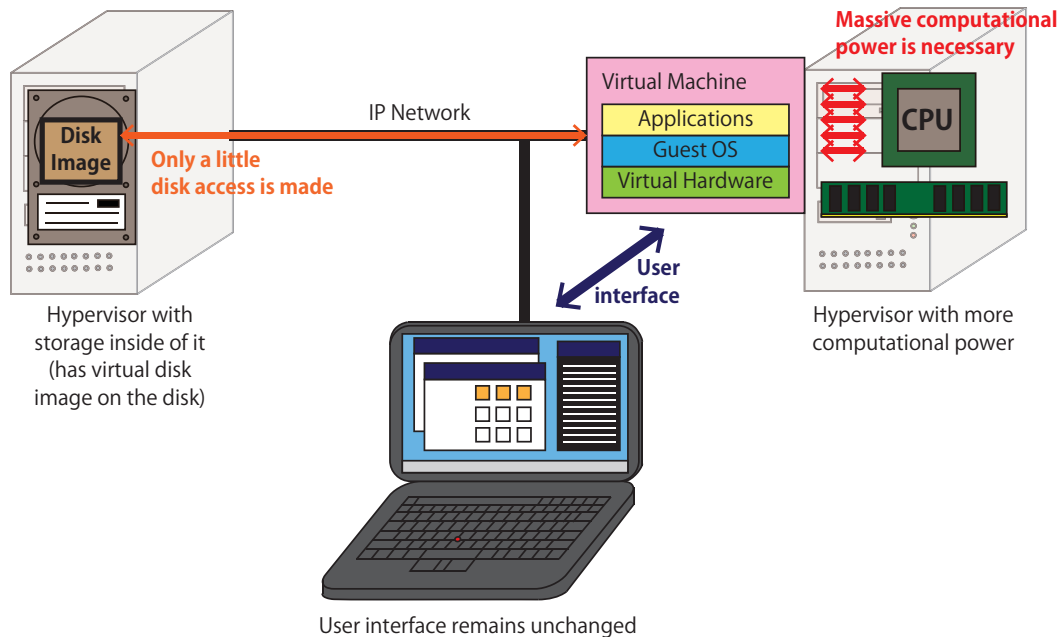 Massive computational
power is necessary
Virtual Machine
Applications
Guest OS
Virtual Hardware
CPU
IP Network
Disk
Image
Only a little
disk access is made
User
interface
Hypervisor with
storage inside of it
(has virtual disk
image on the disk)
Hypervisor with more
computational power
User interface remains unchanged